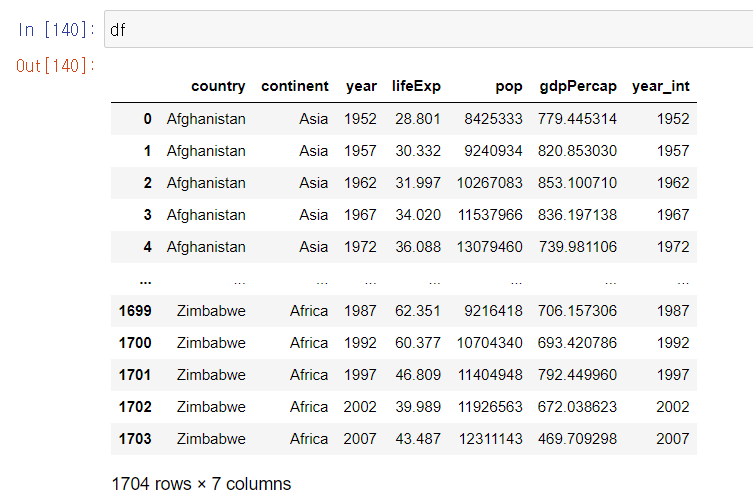 In [140]: df
Out[140]:
country continent year lifeExp pop gdpPercap year_int
0 Afghanistan Asia 1952 28.801 8425333 779.445314 1952
1 Afghanistan Asia 1957 30.332 9240934 820.853030 1957
2 Afghanistan Asia 1962 31.997 10267083 853.100710 1962
3 Afghanistan Asia 1967 34.020 11537966 836.197138 1967
4 Afghanistan Asia 1972 36.088 13079460 739.981106 1972
... ... ... ... ... ... ... ...
1699 Zimbabwe Africa 1987 62.351 9216418 706.157306 1987
1700 Zimbabwe Africa 1992 60.377 10704340 693.420786 1992
1701 Zimbabwe Africa 1997 46.809 11404948 792.449960 1997
1702 Zimbabwe Africa 2002 39.989 11926563 672.038623 2002
1703 Zimbabwe Africa 2007 43.487 12311143 469.709298 2007
1704 rows × 7 columns